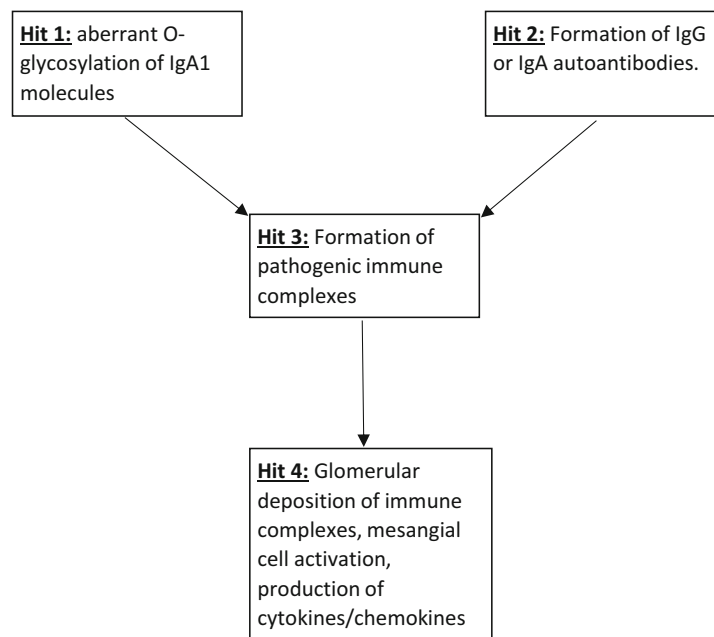 Hit 1: aberrant O-
glycosylation of IgA1
molecules
Hit 2: Formation of IgG
or IgA autoantibodies.
Hit 3: Formation of
pathogenic immune
complexes
Hit 4: Glomerular
deposition of immune
complexes, mesangial
cell activation,
production of
cytokines/chemokines